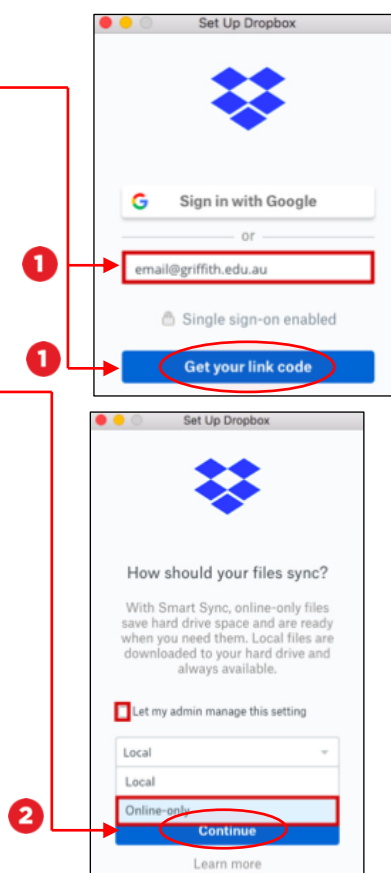 Set Up Dropbox
Sign in with Google
or
1
email@griffith.edu.au
Single sign-on enabled
1
Get your link code
Set Up Dropbox
How should your files sync?
With Smart Sync, online-only files
save hard drive space and are ready
when you need them. Local files are
downloaded to your hard drive and
always available.
Let my admin manage this setting
Local
Local
Online-only
2
Continue
Learn more